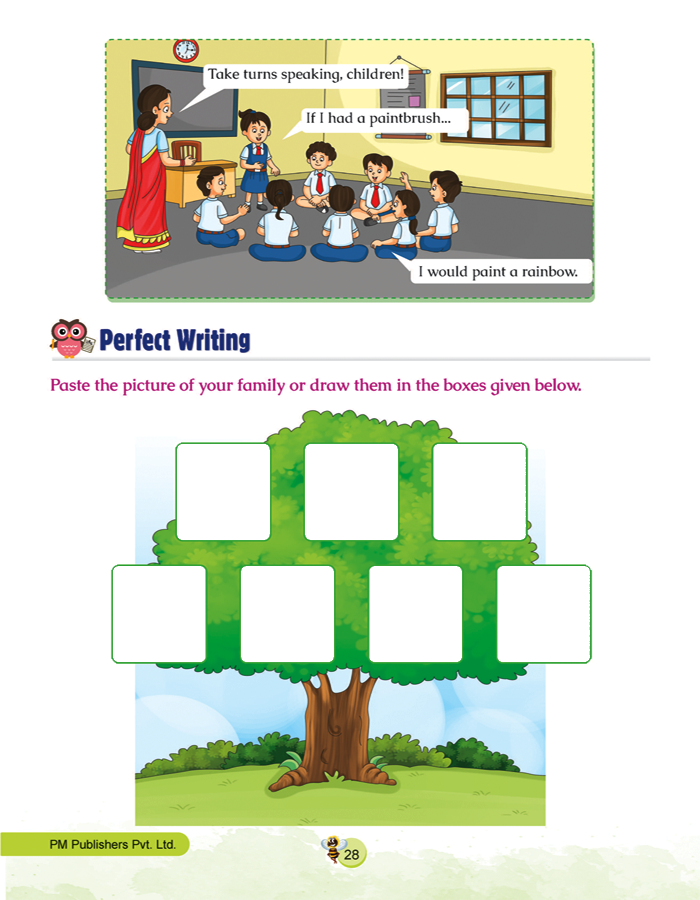 Take turns speaking, children!
If I had a paintbrush...
I would paint a rainbow.
Perfect Writing
Paste the picture of your family or draw them in the boxes given below.
PM Publishers Pvt. Ltd.
28